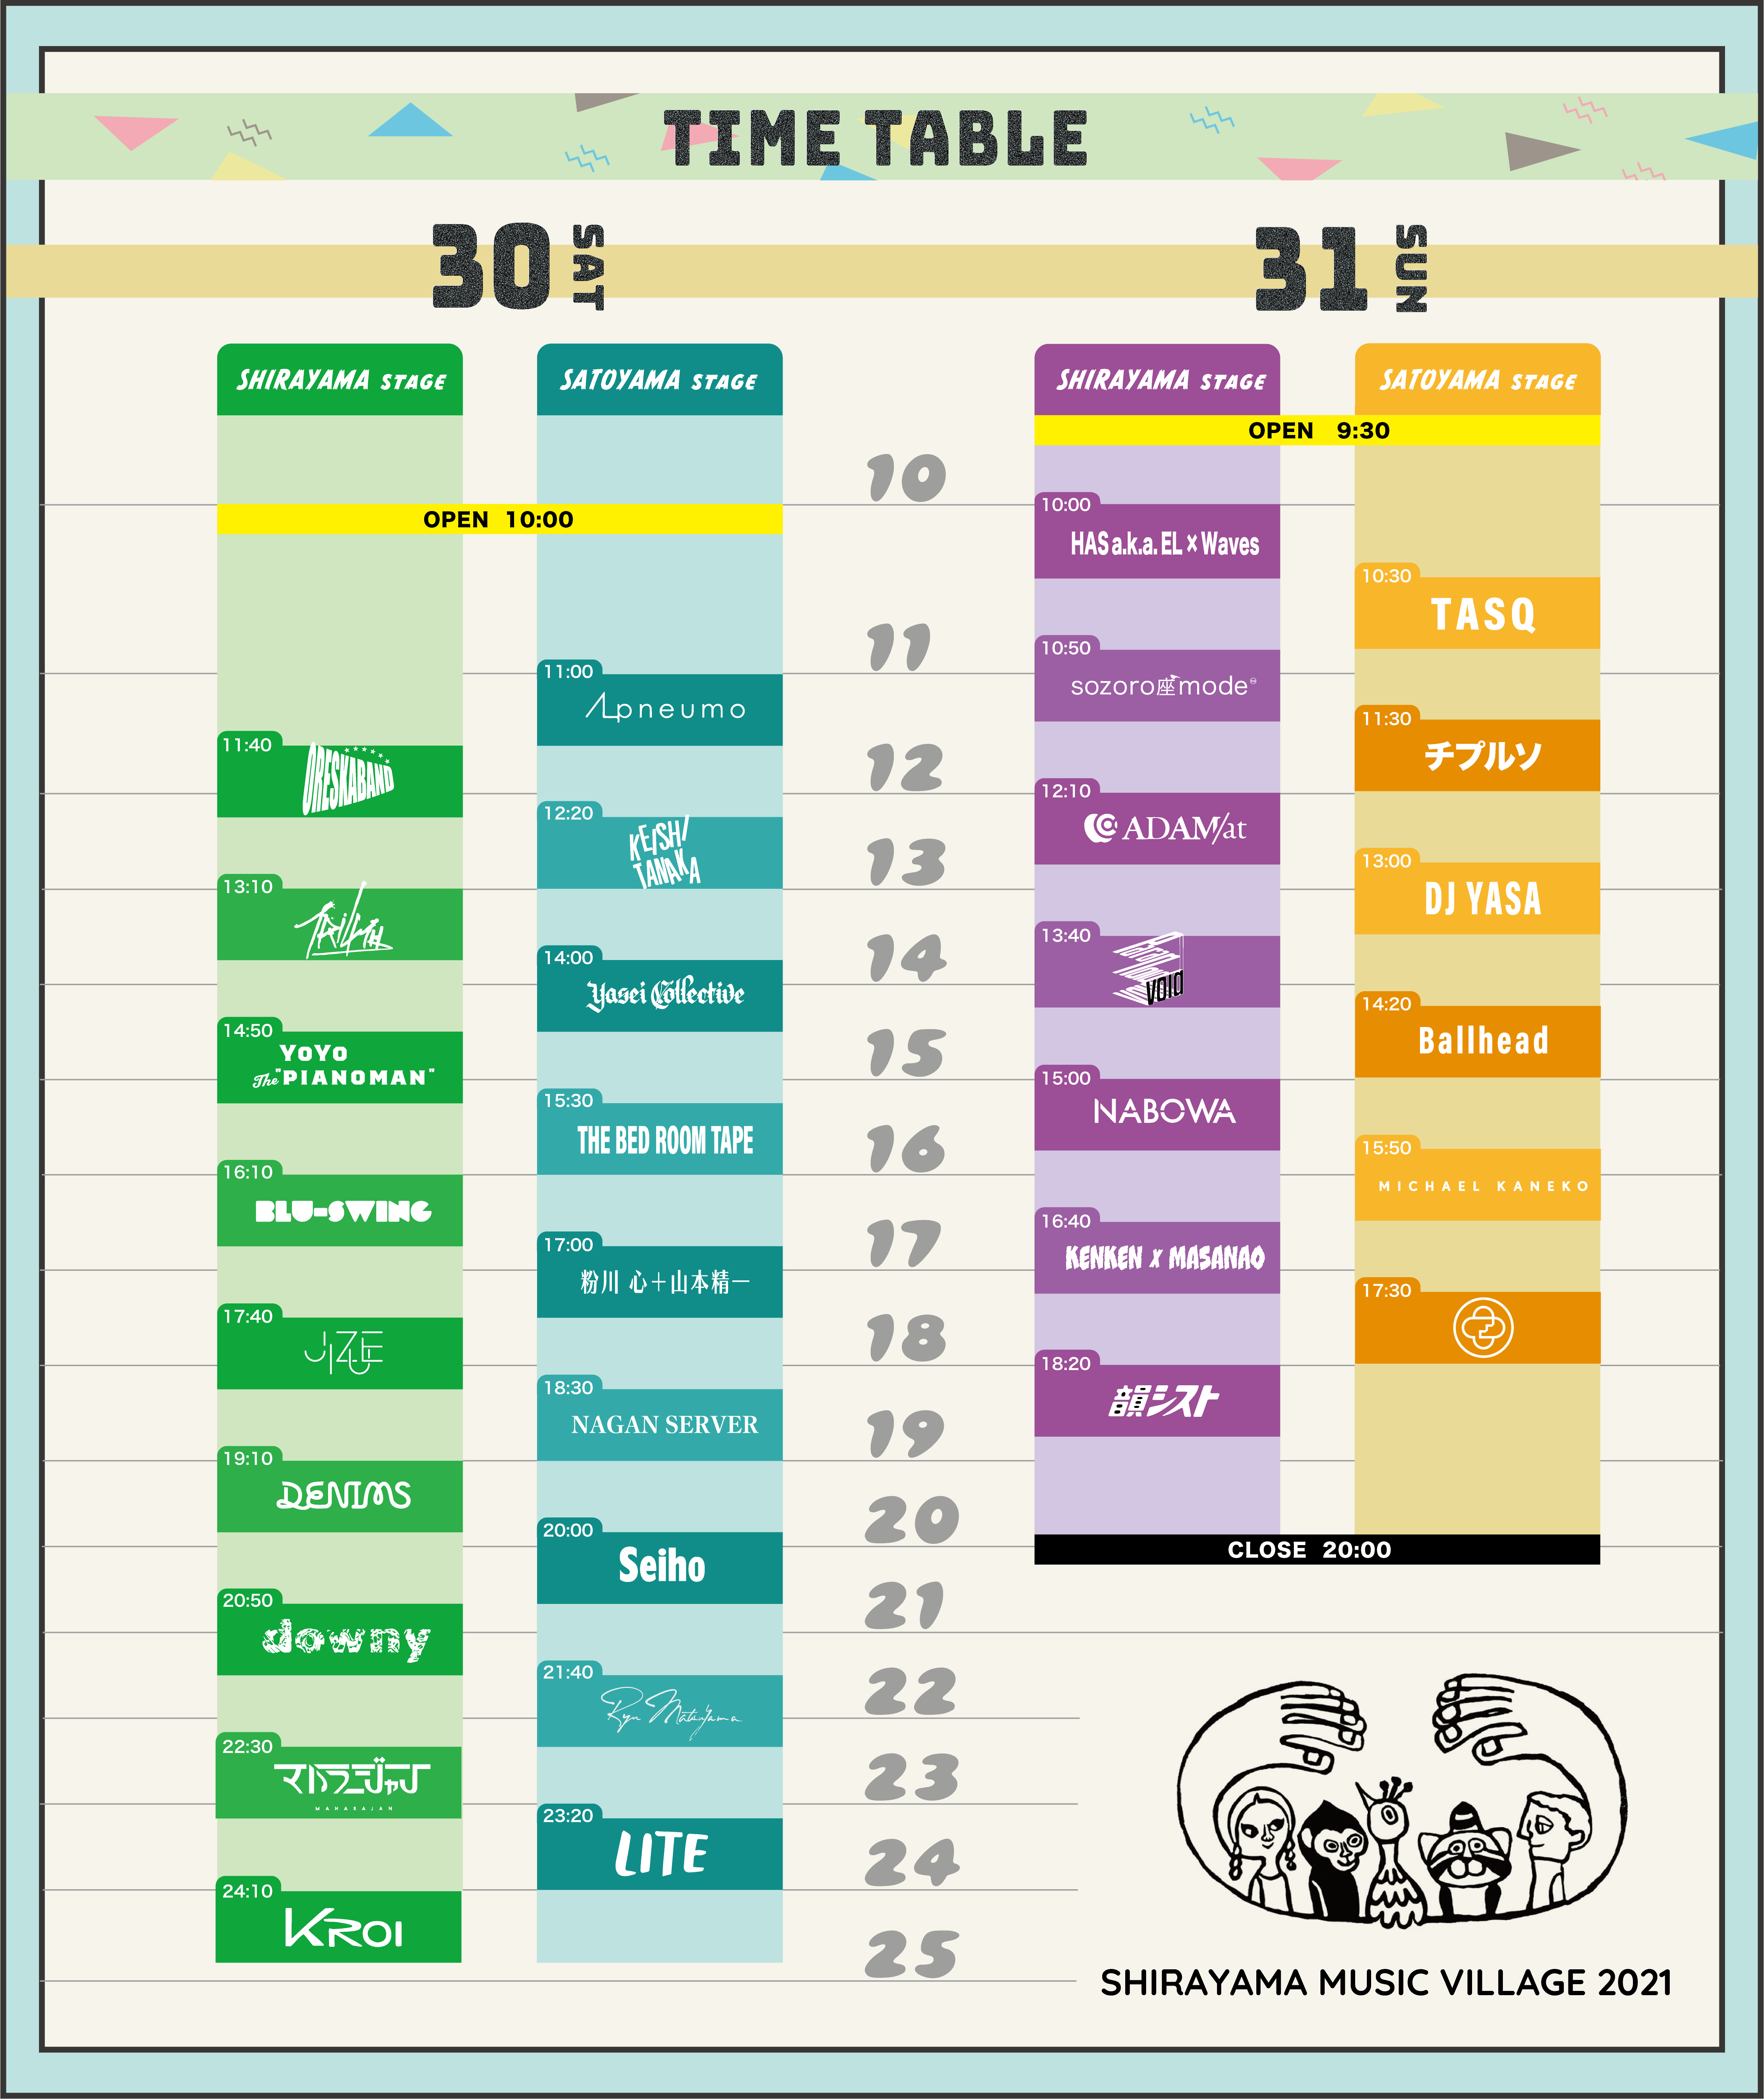 TIME TABLE
30 SAT
31 SUN
SHIRAYAMA STAGE
OPEN 10:00
11:40
ORESKABAND
13:10
14:50
YOYO
The "PIANOMAN"
16:10
BLU-SWING
17:40
JIZUE
19:10
DENIMS
20:50
downy
22:30
マハラージャン
MAHARAJAN
24:10
KROI
SATOYAMA STAGE
11:00
Apneumo
12:20
KEISHI
TANAKA
14:00
Yasei Collective
15:30
THE BED ROOM TAPE
17:00
粉川 心＋山本精一
18:30
NAGAN SERVER
20:00
Seiho
21:40
Ryu Matsuyama
23:20
LITE
10
11
12
13
14
15
16
17
18
19
20
21
22
23
24
25
SHIRAYAMA STAGE
OPEN 9:30
10:00
HAS a.k.a. EL × Waves
10:50
sozoro座mode
12:10
ADAM/at
13:40
void
15:00
NABOWA
16:40
KENKEN X MASANAO
18:20
韻シスト
SATOYAMA STAGE
10:30
TASQ
11:30
チプルソ
13:00
DJ YASA
14:20
Ballhead
15:50
MICHAEL KANEKO
17:30
CLOSE 20:00
SHIRAYAMA MUSIC VILLAGE 2021